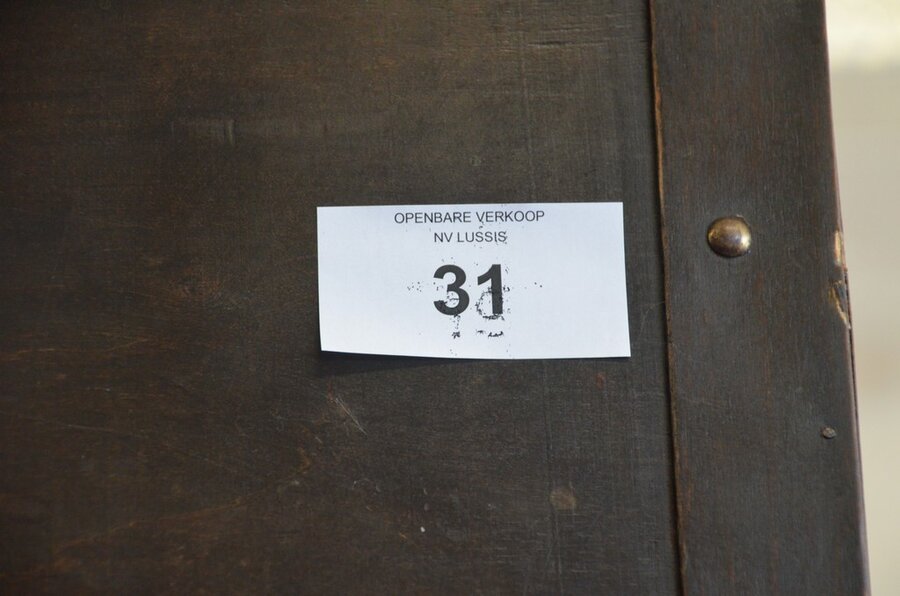 OPENBARE VERKOOP
NV LUSSIS
31